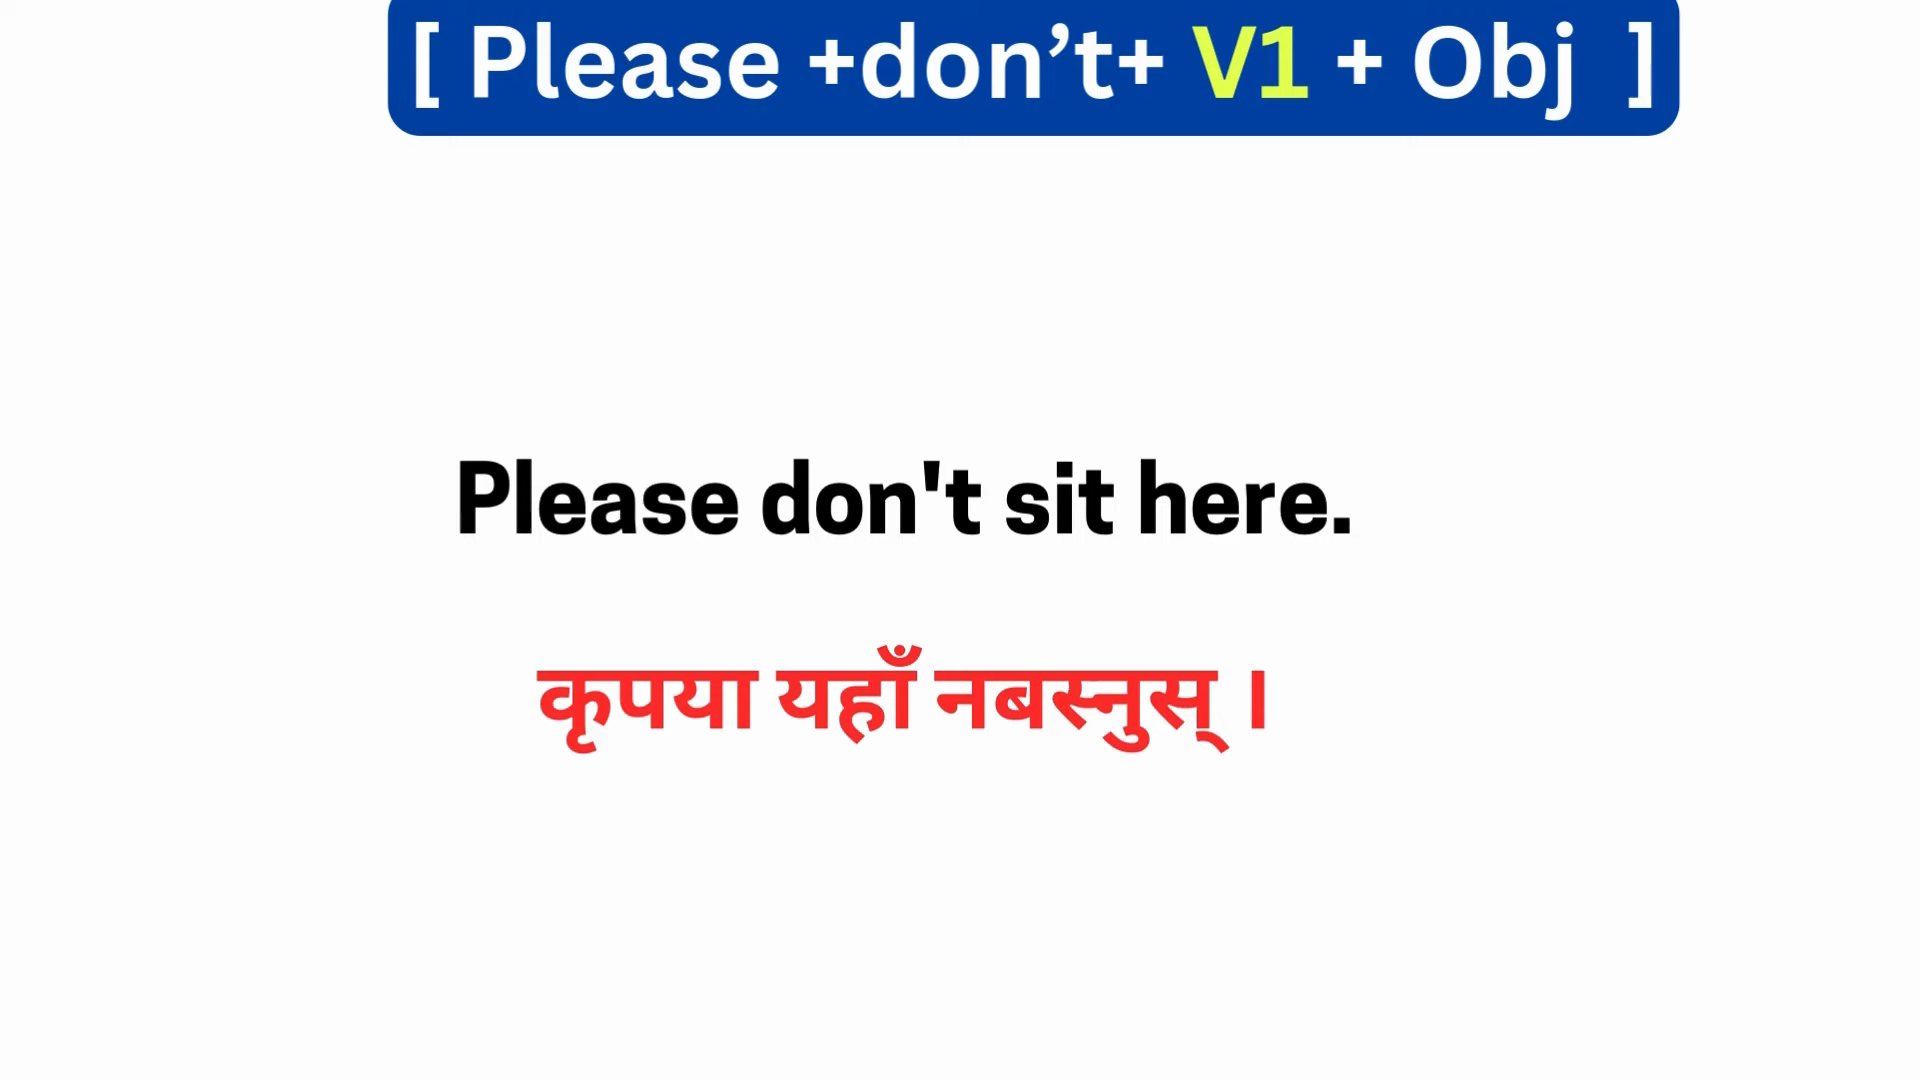 [ Please +don’t+ V1 + Obj ]
Please don't sit here.
कृपया यहाँ नबस्नुस् ।